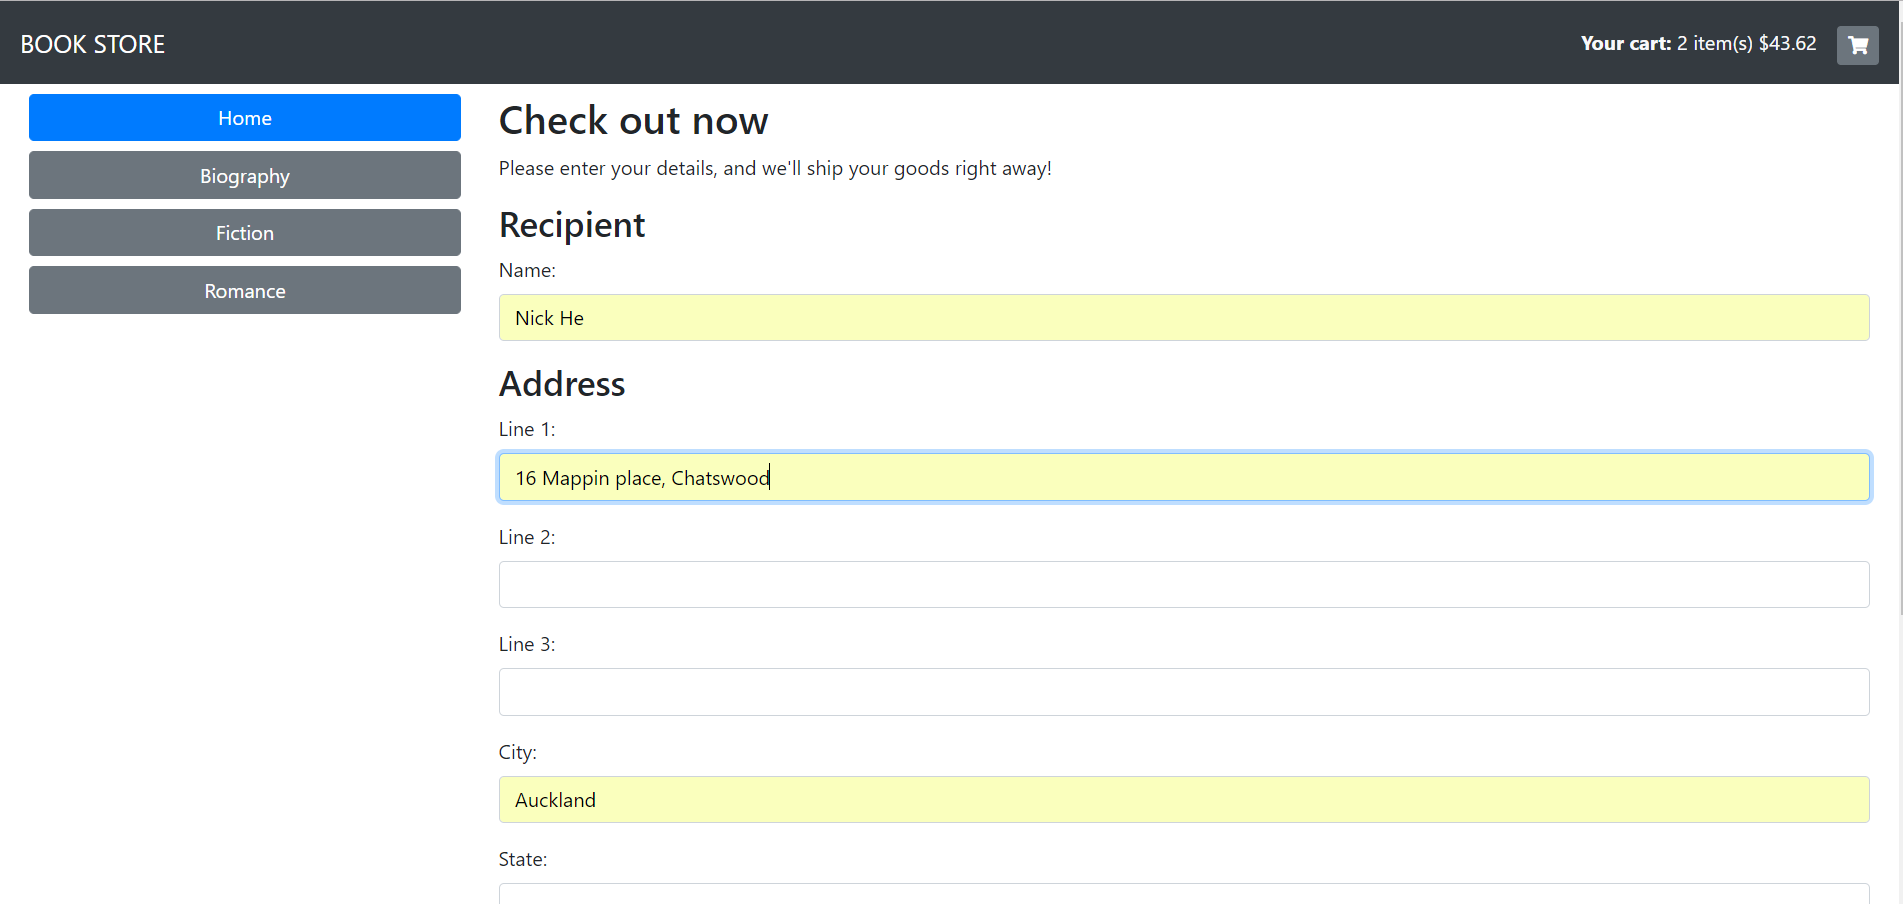 BOOK STORE
Your cart: 2 item(s) $43.62
Home
Biography
Fiction
Romance
Check out now
Please enter your details, and we'll ship your goods right away!
Recipient
Name:
Nick He
Address
Line 1:
16 Mappin place, Chatswood
Line 2:
Line 3:
City:
Auckland
State: